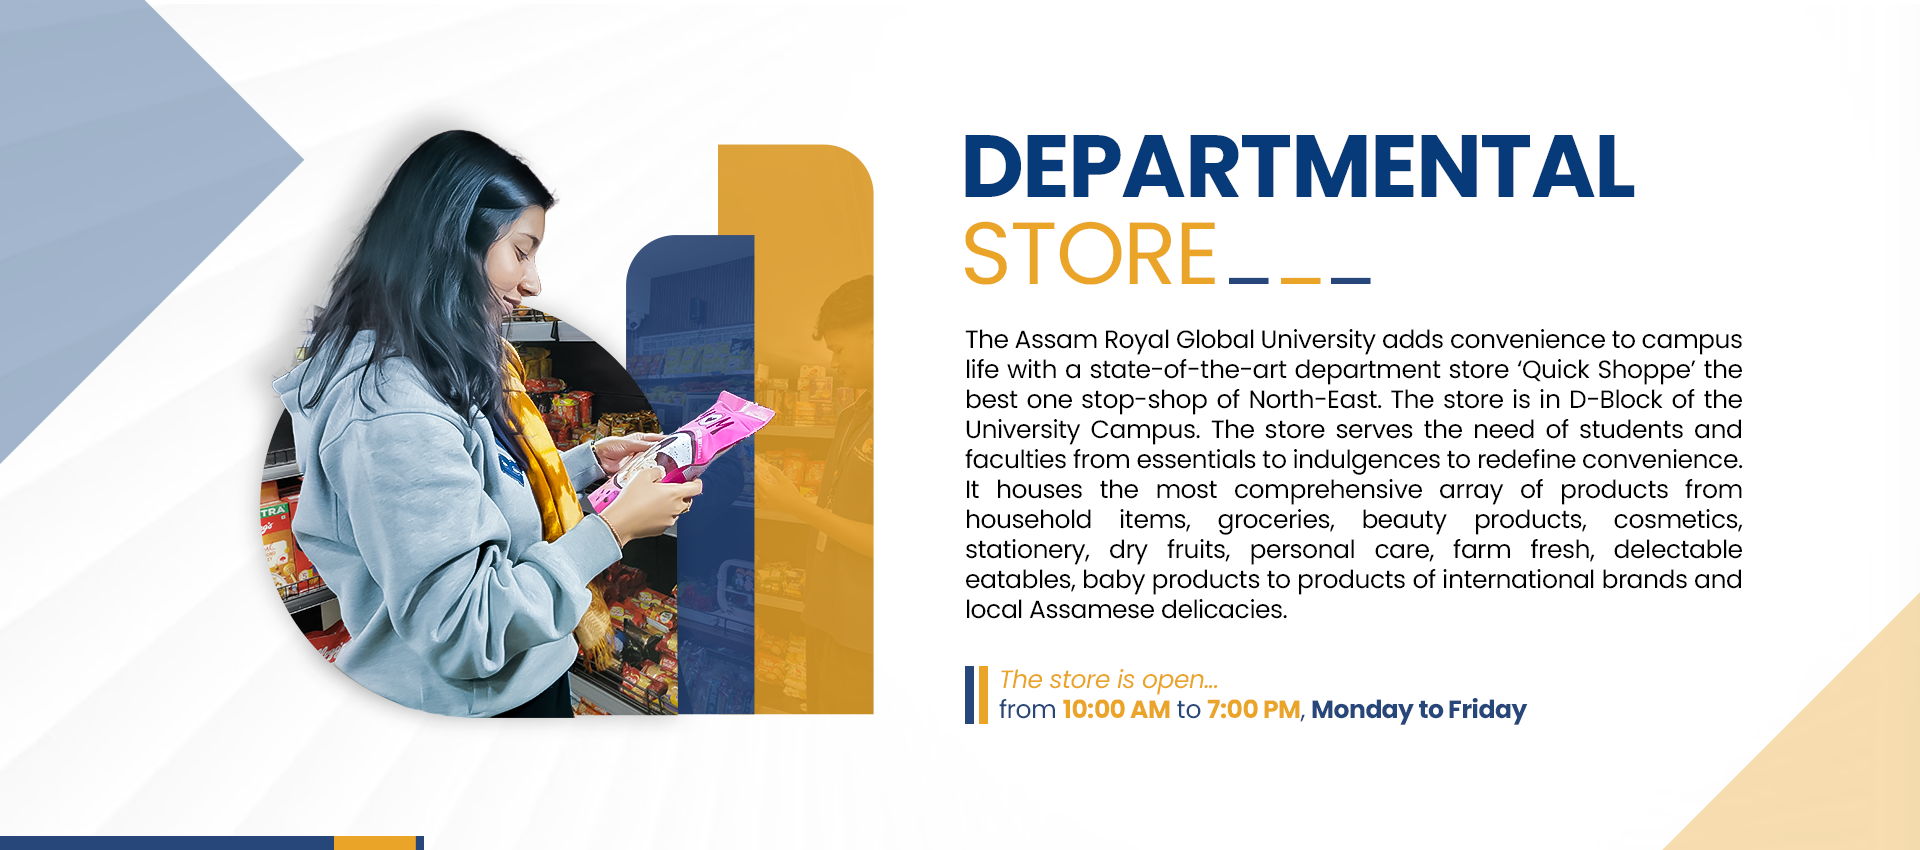 DEPARTMENTAL
STORE
The Assam Royal Global University adds convenience to campus
life with a state-of-the-art department store ‘Quick Shoppe’ the
best one stop-shop of North-East. The store is in D-Block of the
University Campus. The store serves the need of students and
faculties from essentials to indulgences to redefine convenience.
It houses the most comprehensive array of products from
household items, groceries, beauty products, cosmetics,
stationery, dry fruits, personal care, farm fresh, delectable
eatables, baby products to products of international brands and
local Assamese delicacies.
The store is open...
from 10:00 AM to 7:00 PM, Monday to Friday